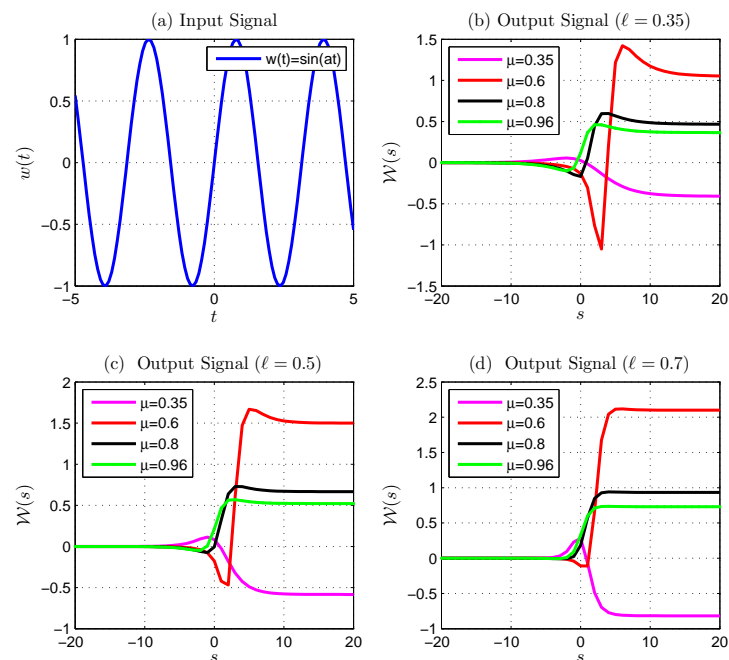 (a) Input Signal
w(t)=sin(at)
1
0.5
0
−0.5
−1
−5
0
5
w(t)
t
(b) Output Signal (ℓ = 0.35)
μ=0.35
μ=0.6
μ=0.8
μ=0.96
1.5
1
0.5
0
−0.5
−1
−1.5
−20
−10
0
10
20
𝒲(s)
s
(c) Output Signal (ℓ = 0.5)
μ=0.35
μ=0.6
μ=0.8
μ=0.96
2
1.5
1
0.5
0
−0.5
−1
−20
−10
0
10
20
𝒲(s)
s
(d) Output Signal (ℓ = 0.7)
μ=0.35
μ=0.6
μ=0.8
μ=0.96
2.5
2
1.5
1
0.5
0
−0.5
−1
−20
−10
0
10
20
𝒲(s)
s